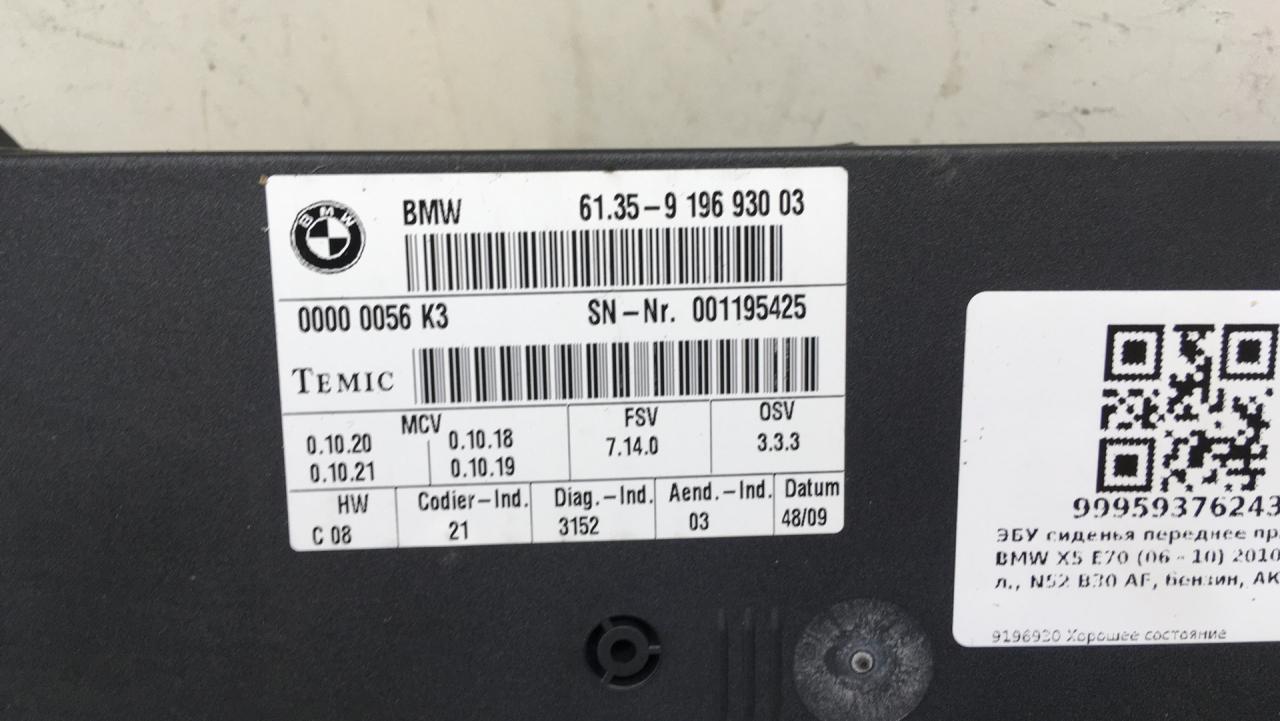 BMW
BMW 61.35-9 196 930 03
0000 0056 K3 SN-Nr. 001195425
TEMIC
MCV FSV OSV
0.10.20 0.10.18 7.14.0 3.3.3
0.10.21 0.10.19
HW Codier-Ind. Diag.-Ind. Aend.-Ind. Datum
C 08 21 3152 03 48/09
99959376243
ЭБУ сиденья переднее пр
BMW X5 E70 (06 - 10) 2010
л., N52 B30 AF, бензин, АК
9196930 Хорошее состояние